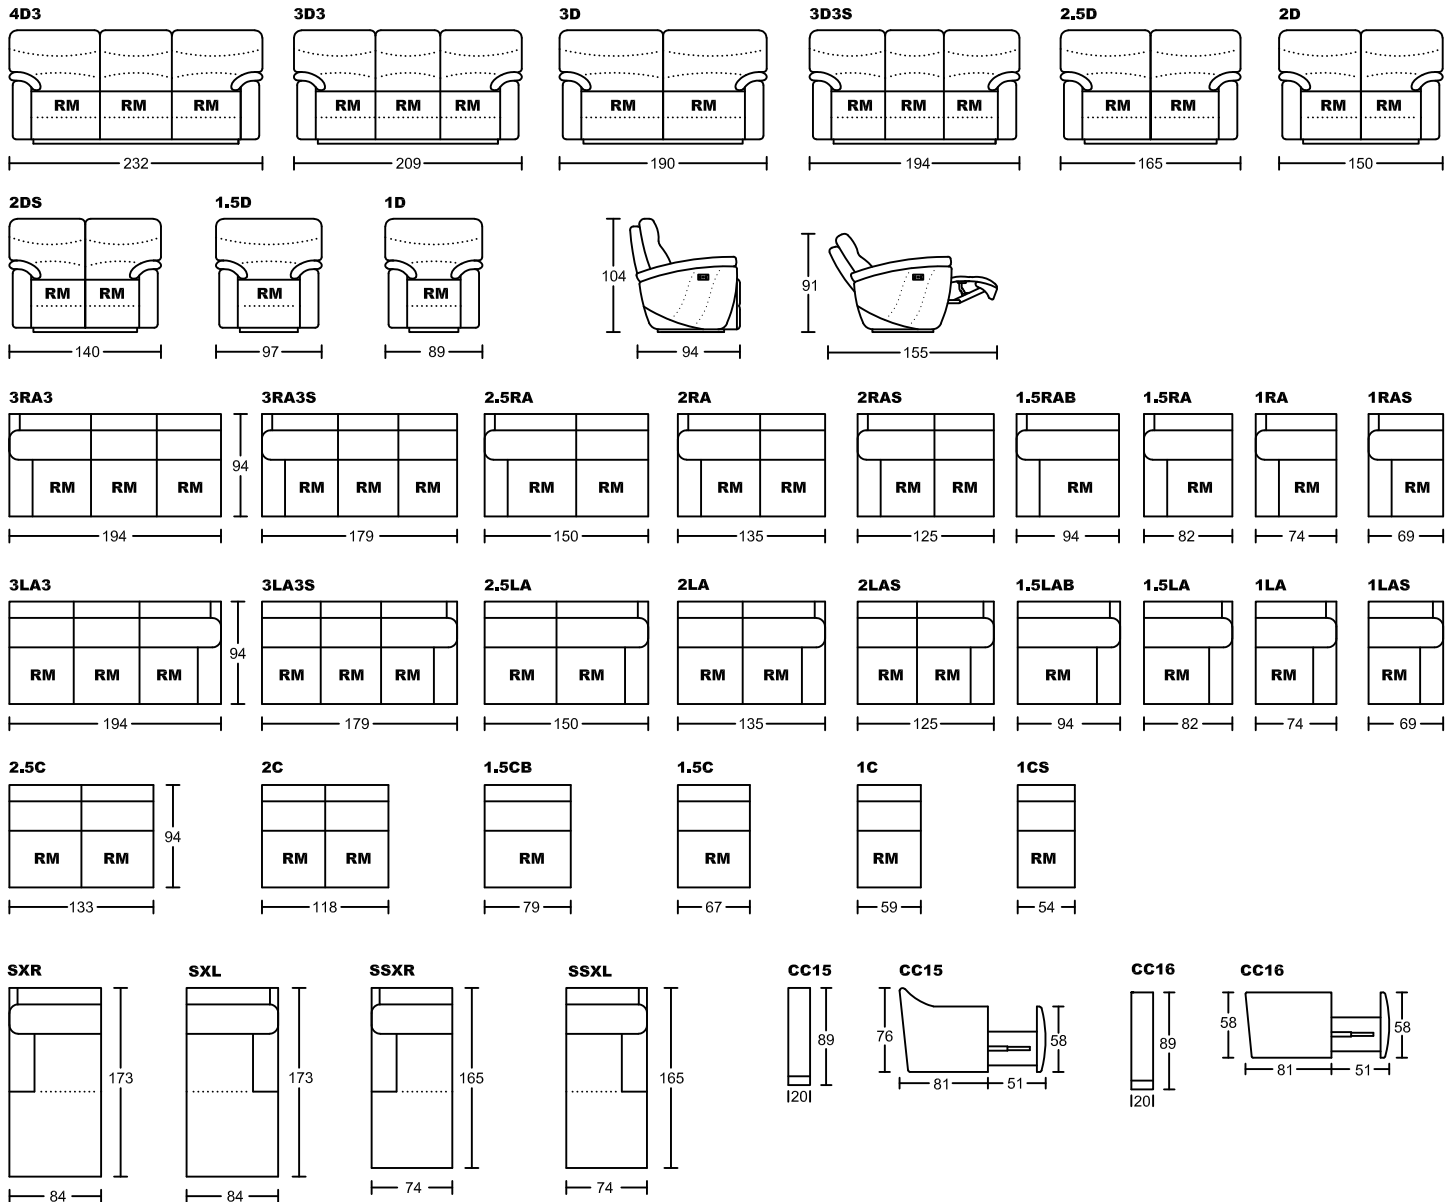 4D3 3D3 3D 3D3S 2.5D 2D
RM RM RM RM RM RM RM RM RM RM RM RM RM RM RM
232 209 190 194 165 150
2DS 1.5D 1D
RM RM RM RM
104 91
140 97 89 94 155
3RA3 3RA3S 2.5RA 2RA 2RAS 1.5RAB 1.5RA 1RA 1RAS
94
RM RM RM RM RM RM RM RM RM RM RM RM RM RM RM RM
194 179 150 135 125 94 82 74 69
3LA3 3LA3S 2.5LA 2LA 2LAS 1.5LAB 1.5LA 1LA 1LAS
94
RM RM RM RM RM RM RM RM RM RM RM RM RM RM RM RM
194 179 150 135 125 94 82 74 69
2.5C 2C 1.5CB 1.5C 1C 1CS
94
RM RM RM RM RM RM RM RM
133 118 79 67 59 54
SXR SXL SSXR SSXL CC15 CC15 CC16 CC16
173 173 165 165 89 76 58 89 58 58
81 51 81 51
20 20
84 84 74 74